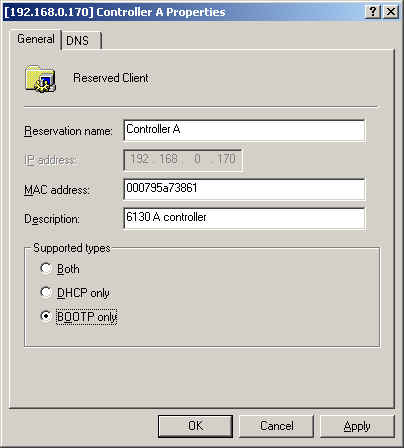 [192.168.0.170] Controller A Properties
General DNS
Reserved Client
Reservation name: Controller A
IP address: 192 . 168 . 0 . 170
MAC address: 000795a73861
Description: 6130 A controller
Supported types
Both
DHCP only
BOOTP only
OK Cancel Apply